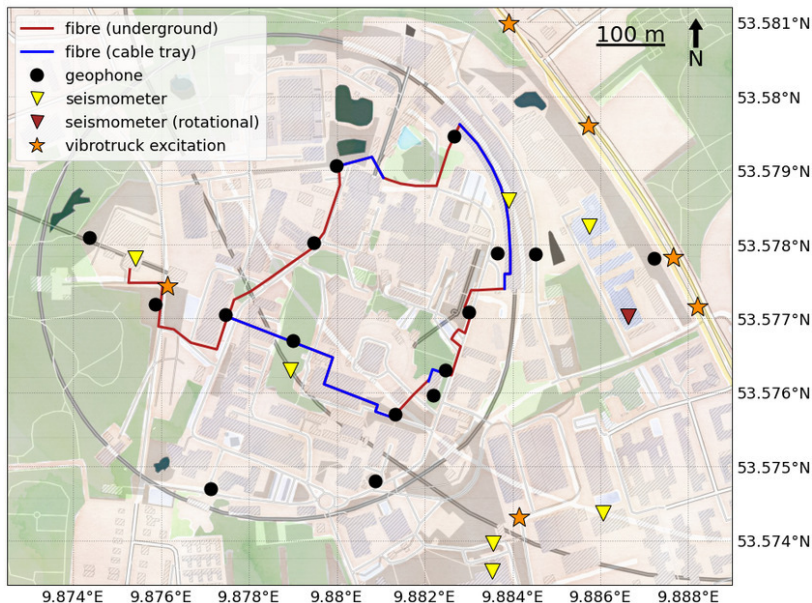 fibre (underground)
fibre (cable tray)
geophone
seismometer
seismometer (rotational)
vibrotruck excitation
100 m
N
53.581°N
53.58°N
53.579°N
53.578°N
53.577°N
53.576°N
53.575°N
53.574°N
9.874°E 9.876°E 9.878°E 9.88°E 9.882°E 9.884°E 9.886°E 9.888°E